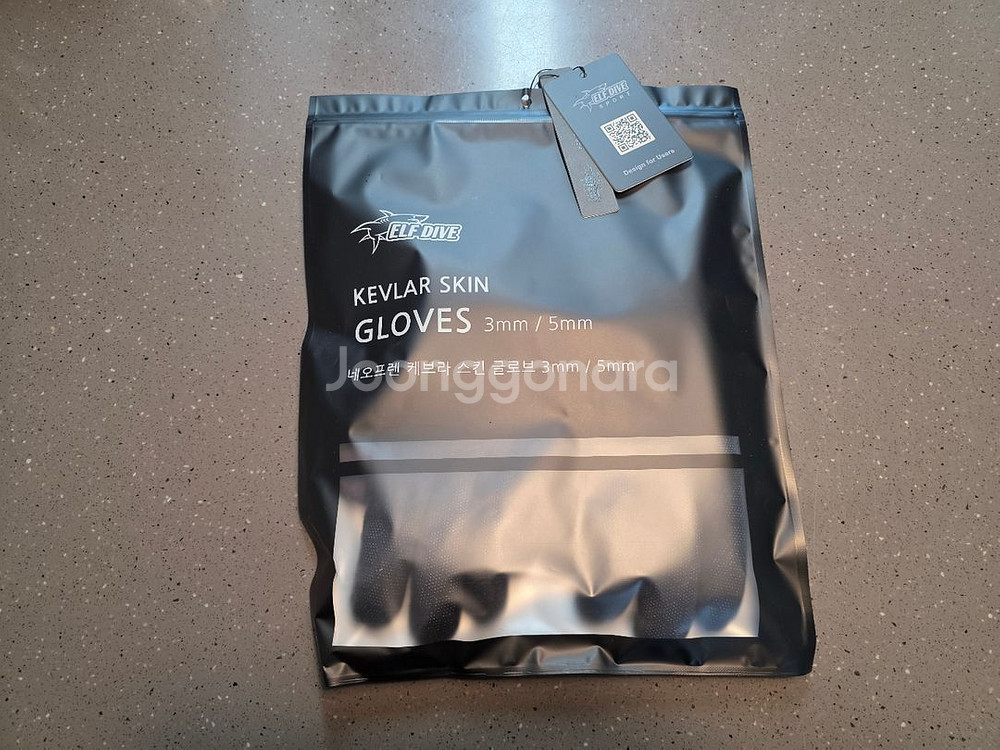 ELF DIVE
SPORT
Design for Users
ELF DIVE
KEVLAR SKIN
GLOVES 3mm / 5mm
네오프렌 케브라 스킨 글로브 3mm / 5mm
Joonggonara